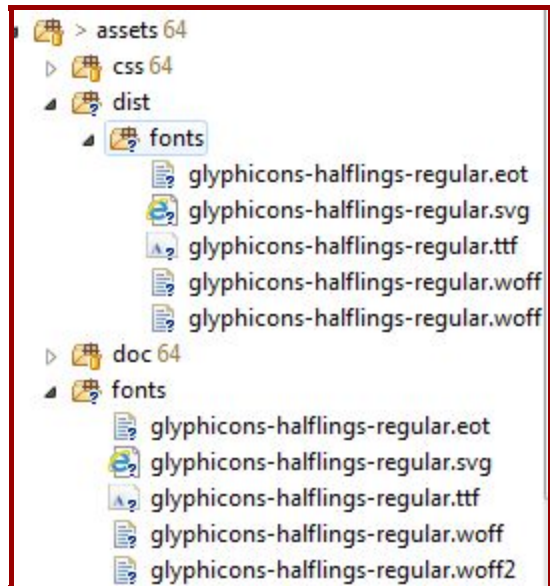 > assets 64
css 64
dist
fonts
glyphicons-halflings-regular.eot
glyphicons-halflings-regular.svg
glyphicons-halflings-regular.ttf
glyphicons-halflings-regular.woff
glyphicons-halflings-regular.woff
doc 64
fonts
glyphicons-halflings-regular.eot
glyphicons-halflings-regular.svg
glyphicons-halflings-regular.ttf
glyphicons-halflings-regular.woff
glyphicons-halflings-regular.woff2